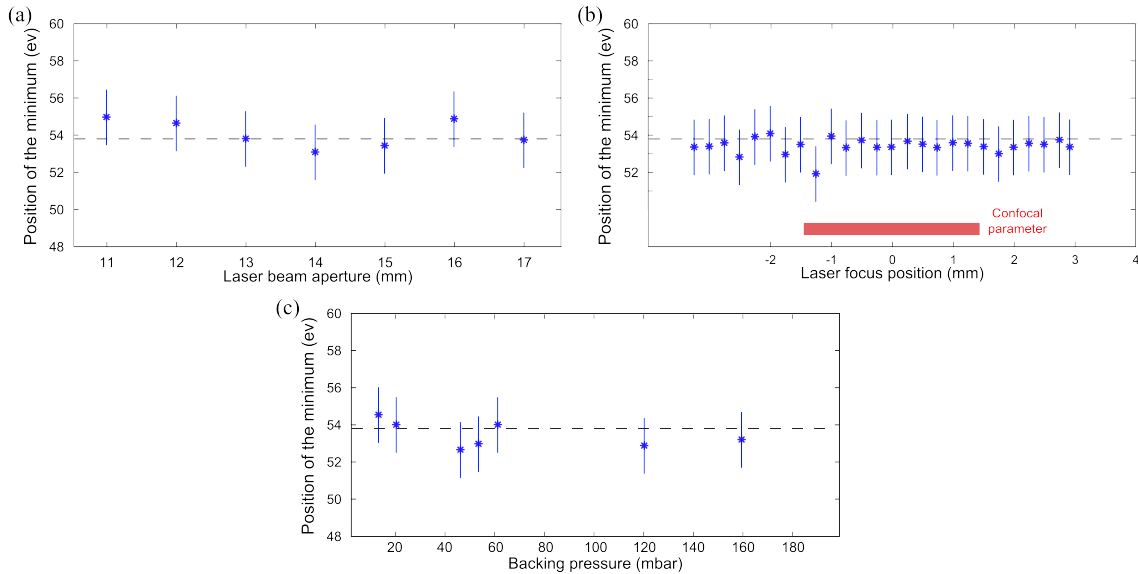 (a)
Position of the minimum (ev)
60
58
56
54
52
50
48
11 12 13 14 15 16 17
Laser beam aperture (mm)
(b)
Position of the minimum (ev)
60
58
56
54
52
48
Confocal
parameter
-2 -1 0 1 2 3 4
Laser focus position (mm)
(c)
Position of the minimum (ev)
60
58
56
54
52
50
48
20 40 60 80 100 120 140 160 180
Backing pressure (mbar)